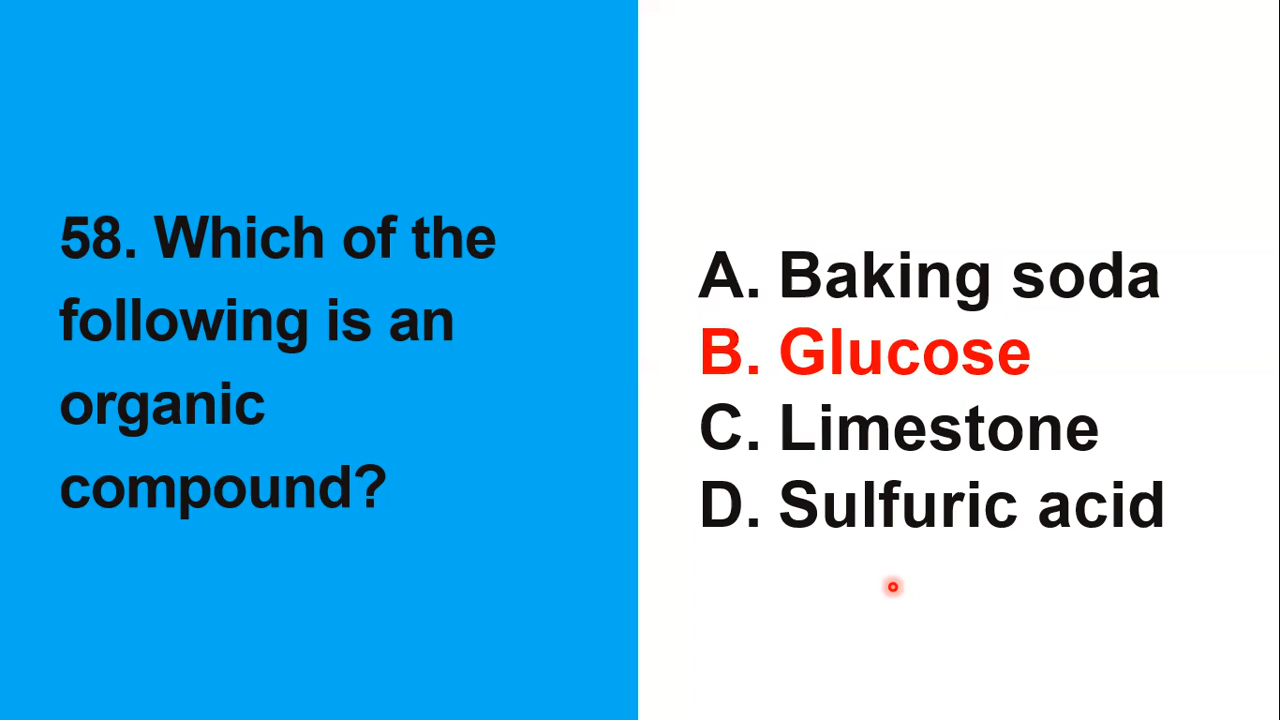 58. Which of the
following is an
organic
compound?
A. Baking soda
B. Glucose
C. Limestone
D. Sulfuric acid